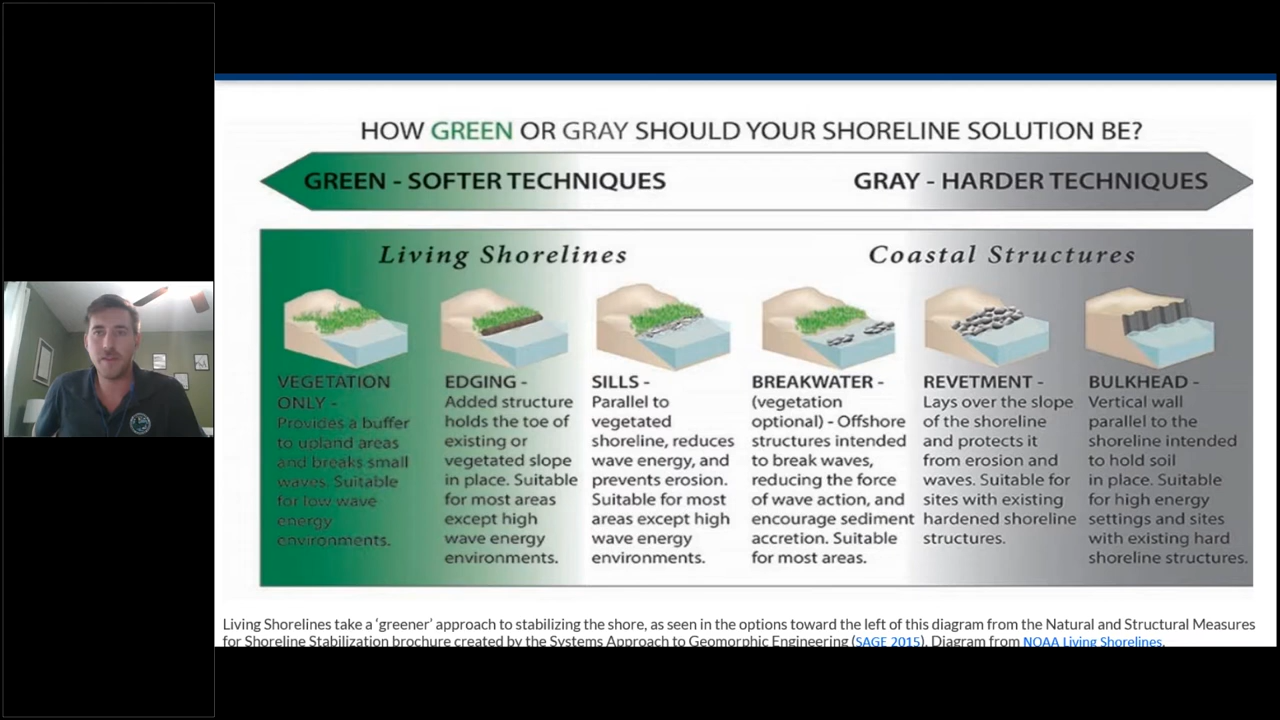 HOW GREEN OR GRAY SHOULD YOUR SHORELINE SOLUTION BE?
GREEN - SOFTER TECHNIQUES
GRAY - HARDER TECHNIQUES
Living Shorelines
Coastal Structures
VEGETATION
ONLY -
Provides a buffer
to upland areas
and breaks small
waves. Suitable
for low wave
energy
environments.
EDGING -
Added structure
holds the toe of
existing or
vegetated slope
in place. Suitable
for most areas
except high
wave energy
environments.
SILLS -
Parallel to
vegetated
shoreline, reduces
wave energy, and
prevents erosion.
Suitable for most
areas except high
wave energy
environments.
BREAKWATER -
(vegetation
optional) - Offshore
structures intended
to break waves,
reducing the force
of wave action, and
encourage sediment
accretion. Suitable
for most areas.
REVETMENT -
Lays over the slope
of the shoreline
and protects it
from erosion and
waves. Suitable for
sites with existing
hardened shoreline
structures.
BULKHEAD -
Vertical wall
parallel to the
shoreline intended
to hold soil
in place. Suitable
for high energy
settings and sites
with existing hard
shoreline structures.
Living Shorelines take a ‘greener’ approach to stabilizing the shore, as seen in the options toward the left of this diagram from the Natural and Structural Measures
for Shoreline Stabilization brochure created by the Systems Approach to Geomorphic Engineering (SAGE 2015). Diagram from NOAA Living Shorelines.